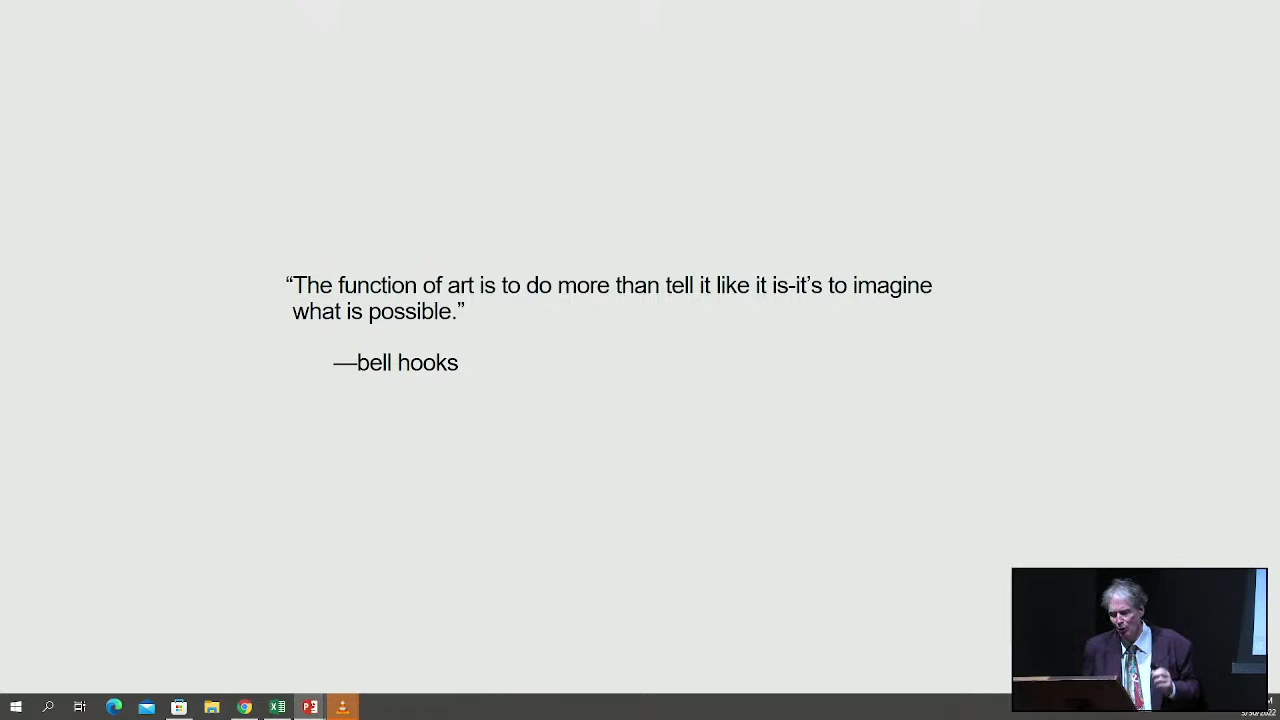 “The function of art is to do more than tell it like it is-it’s to imagine
what is possible.”
—bell hooks